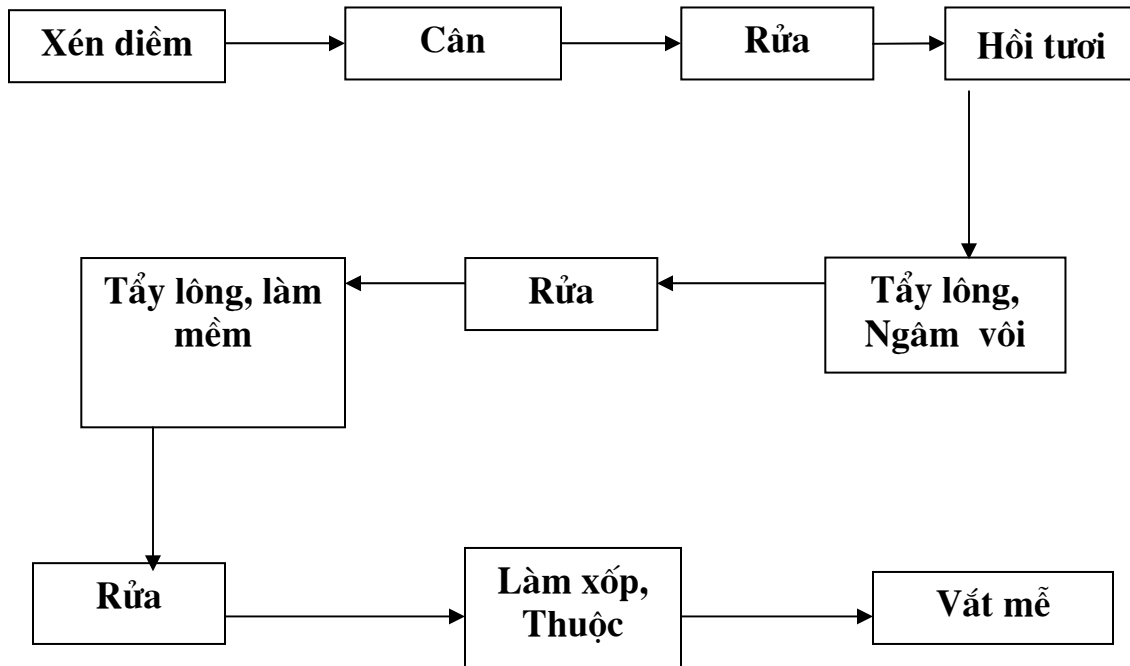 Xén diềm
Cân
Rửa
Hồi tươi
Tẩy lông,
Ngâm vôi
Rửa
Tẩy lông, làm
mềm
Rửa
Làm xốp,
Thuộc
Vắt mễ